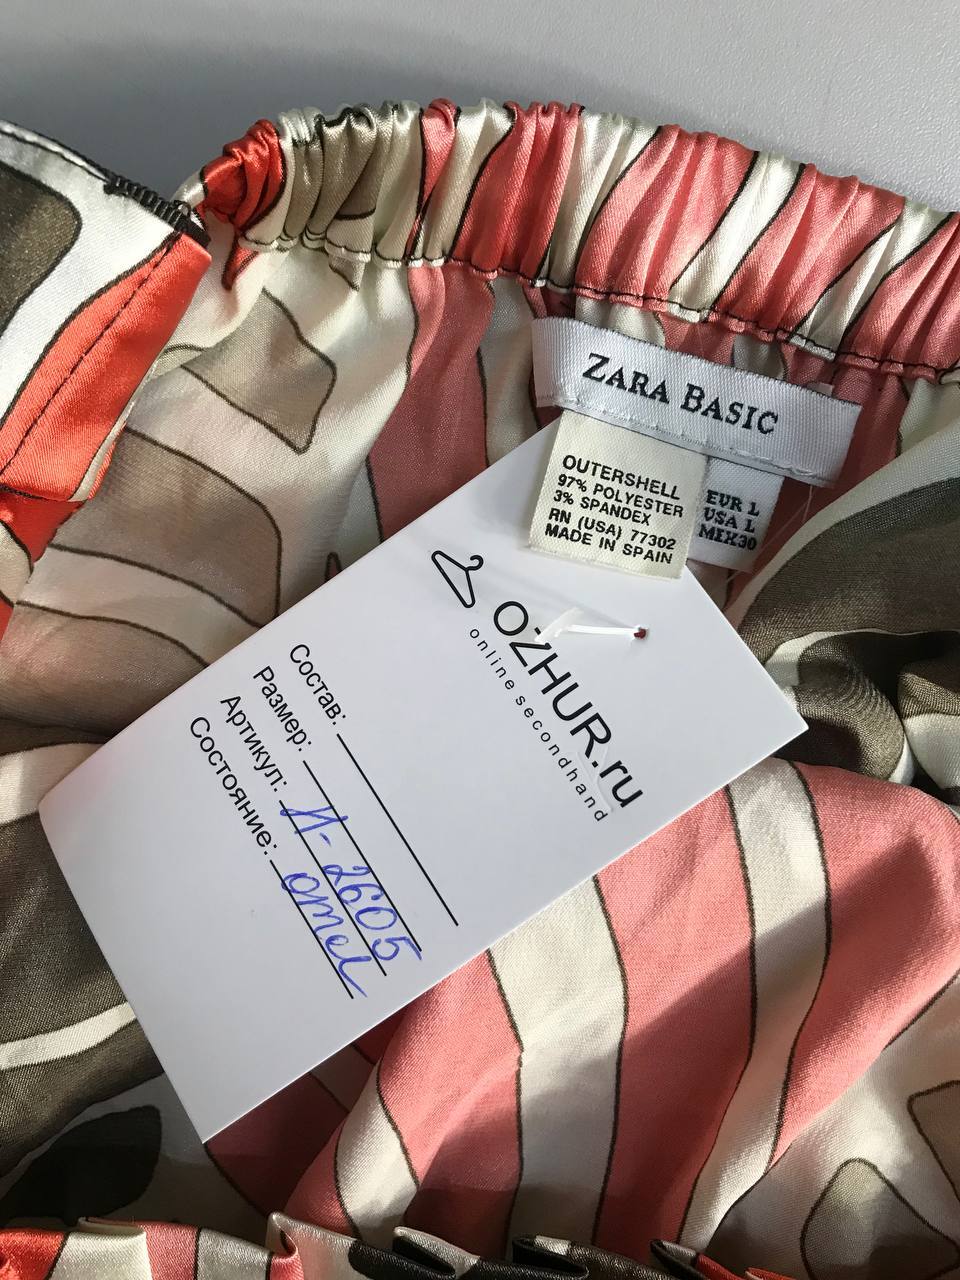 ZARA BASIC
OUTERSHELL
97% POLYESTER
3% SPANDEX
RN (USA) 77302
MADE IN SPAIN
EUR L
USA L
MEX30
OZHUR.ru
online secondhand
Состав:
Размер:
Артикул: И-2605
Состояние: отел